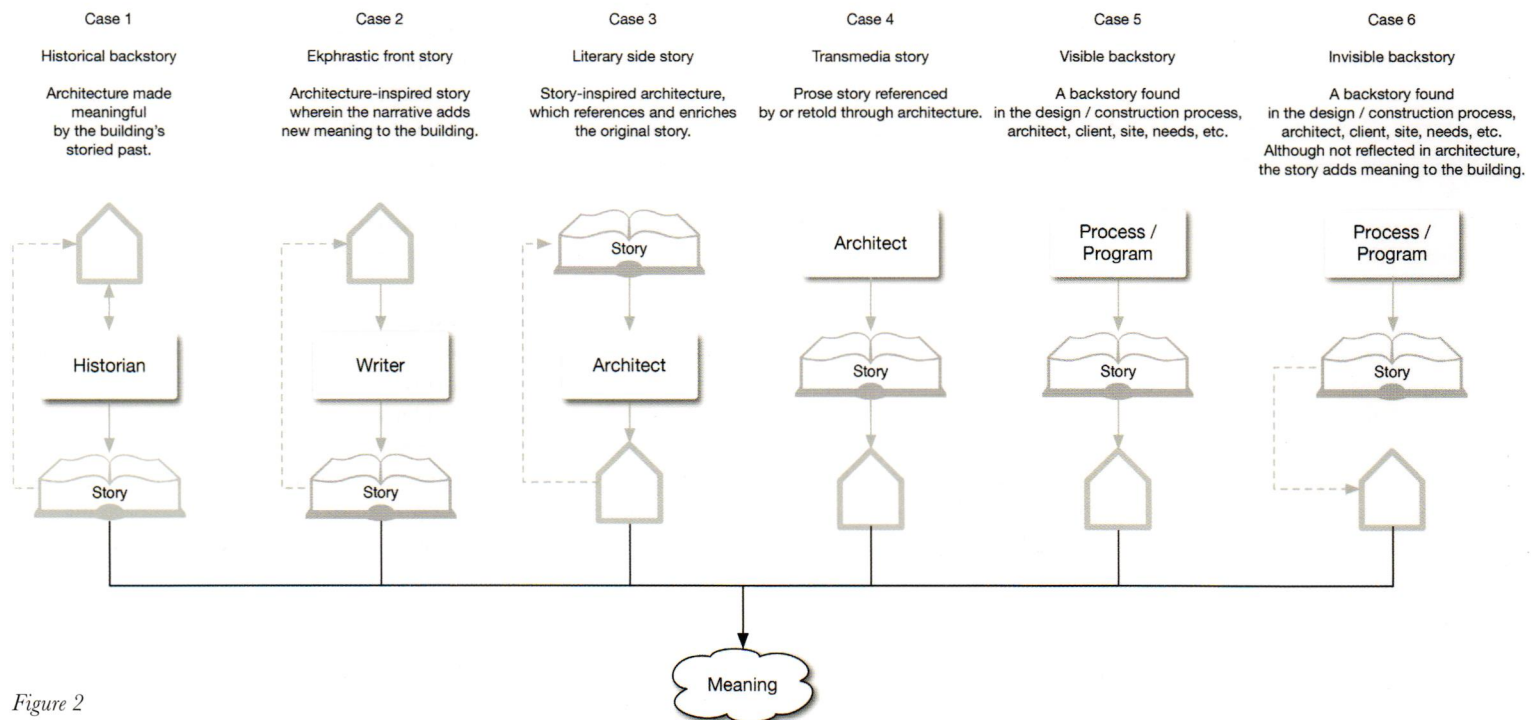 Case 1
Historical backstory
Architecture made
meaningful
by the building's
storied past.
Historian
Story
Case 2
Ekphrastic front story
Architecture-inspired story
wherein the narrative adds
new meaning to the building.
Writer
Story
Case 3
Literary side story
Story-inspired architecture,
which references and enriches
the original story.
Story
Architect
Case 4
Transmedia story
Prose story referenced
by or retold through architecture.
Architect
Story
Case 5
Visible backstory
A backstory found
in the design / construction process,
architect, client, site, needs, etc.
Process /
Program
Story
Case 6
Invisible backstory
A backstory found
in the design / construction process,
architect, client, site, needs, etc.
Although not reflected in architecture,
the story adds meaning to the building.
Process /
Program
Story
Meaning
Figure 2